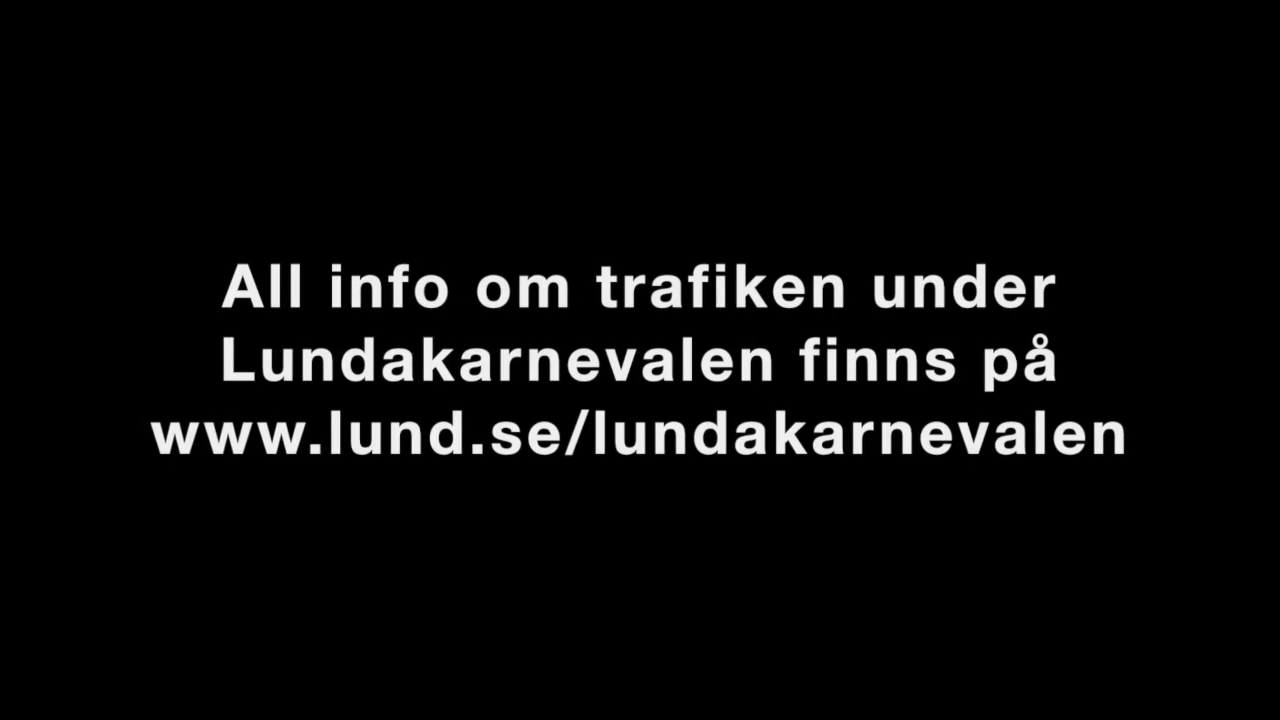 All info om trafiken under
Lundakarnevalen finns på
www.lund.se/lundakarnevalen